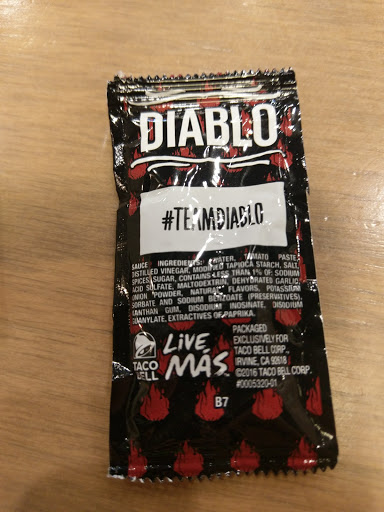 DIABLO
#TEAMDIABLO
SAUCE INGREDIENTS: WATER, TOMATO PASTE,
DISTILLED VINEGAR, MODIFIED TAPIOCA STARCH, SALT,
SPICES, SUGAR, CONTAINS LESS THAN 1% OF: SODIUM
ACID SULFATE, MALTODEXTRIN, DEHYDRATED GARLIC,
ONION POWDER, NATURAL FLAVORS, POTASSIUM
SORBATE AND SODIUM BENZOATE (PRESERVATIVES),
XANTHAN GUM, DISODIUM INOSINATE, DISODIUM
GUANYLATE, EXTRACTIVES OF PAPRIKA.
TACO
BELL
LIVE
MÁS
PACKAGED
EXCLUSIVELY FOR
TACO BELL CORP.,
IRVINE, CA 92618
©2016 TACO BELL CORP.
#0005320-01
B7